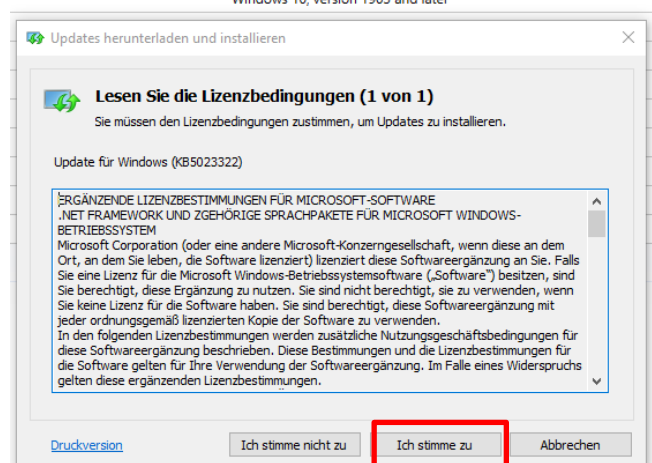 Windows 10, version 1903 and later
Updates herunterladen und installieren
Lesen Sie die Lizenzbedingungen (1 von 1)
Sie müssen den Lizenzbedingungen zustimmen, um Updates zu installieren.
Update für Windows (KB5023322)
ERGÄNZENDE LIZENZBESTIMMUNGEN FÜR MICROSOFT-SOFTWARE
.NET FRAMEWORK UND ZGEHÖRIGE SPRACHPAKETE FÜR MICROSOFT WINDOWS-
BETRIEBSSYSTEM
Microsoft Corporation (oder eine andere Microsoft-Konzerngesellschaft, wenn diese an dem
Ort, an dem Sie leben, die Software lizenziert) lizenziert diese Softwareergänzung an Sie. Falls
Sie eine Lizenz für die Microsoft Windows-Betriebssystemsoftware („Software") besitzen, sind
Sie berechtigt, diese Ergänzung zu nutzen. Sie sind nicht berechtigt, sie zu verwenden, wenn
Sie keine Lizenz für die Software haben. Sie sind berechtigt, diese Softwareergänzung mit
jeder ordnungsgemäß lizenzierten Kopie der Software zu verwenden.
In den folgenden Lizenzbestimmungen werden zusätzliche Nutzungsgeschäftsbedingungen für
diese Softwareergänzung beschrieben. Diese Bestimmungen und die Lizenzbestimmungen für
die Software gelten für Ihre Verwendung der Softwareergänzung. Im Falle eines Widerspruchs
gelten diese ergänzenden Lizenzbestimmungen.
Druckversion
Ich stimme nicht zu
Ich stimme zu
Abbrechen